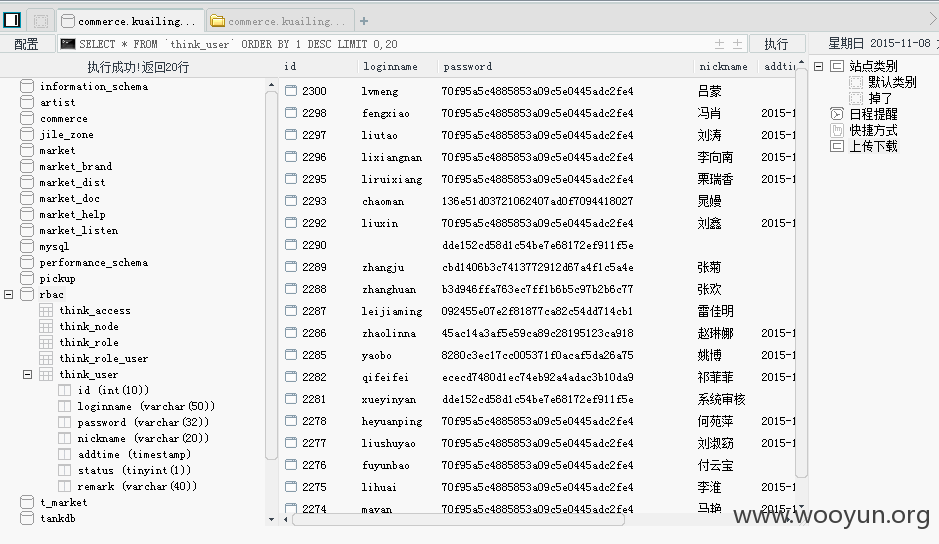 commerce.kuailing... commerce.kuailing...
配置 SELECT * FROM `think_user` ORDER BY 1 DESC LIMIT 0,20 执行 星期日 2015-11-08
执行成功!返回20行
information_schema
artist
commerce
jile_zone
market
market_brand
market_dist
market_doc
market_help
market_listen
mysql
performance_schema
pickup
rbac
think_access
think_node
think_role
think_role_user
think_user
id (int(10))
loginname (varchar(50))
password (varchar(32))
nickname (varchar(20))
addtime (timestamp)
status (tinyint(1))
remark (varchar(40))
t_market
tankdb
id loginname password nickname addtim
2300 lvmeng 70f95a5c4885853a09c5e0445adc2fe4 吕蒙
2298 fengxiao 70f95a5c4885853a09c5e0445adc2fe4 冯肖 2015-1
2297 liutao 70f95a5c4885853a09c5e0445adc2fe4 刘涛 2015-1
2296 lixiangnan 70f95a5c4885853a09c5e0445adc2fe4 李向南 2015-1
2295 liruixiang 70f95a5c4885853a09c5e0445adc2fe4 栗瑞香 2015-1
2293 chaoman 136e51d03721062407ad0f7094418027 晁嫚
2292 liuxin 70f95a5c4885853a09c5e0445adc2fe4 刘鑫 2015-1
2290 dde152cd58d1c54be7e68172ef911f5e
2289 zhangju cbd1406b3c7413772912d67a4f1c5a4e 张菊
2288 zhanghuan b3d946ffa763ec7ff1b6b5c97b2b6c77 张欢
2287 leijiaming 092455e07e2f81877ca82c54dd714cb1 雷佳明
2286 zhaolinna 45ac14a3af5e59ca89c28195123ca918 赵琳娜 2015-1
2285 yaobo 8280c3ec17cc005371f0acaf5da26a75 姚博 2015-1
2282 qifeifei ececd7480d1ec74eb92a4adac3b10da9 祁菲菲 2015-1
2281 xueyinyan dde152cd58d1c54be7e68172ef911f5e 系统审核
2278 heyuanping 70f95a5c4885853a09c5e0445adc2fe4 何苑萍 2015-1
2277 liushuyao 70f95a5c4885853a09c5e0445adc2fe4 刘淑窈 2015-1
2276 fuyunbao 70f95a5c4885853a09c5e0445adc2fe4 付云宝
2275 lihuai 70f95a5c4885853a09c5e0445adc2fe4 李淮 2015-1
2274 mayan 70f95a5c4885853a09c5e0445adc2fe4 马艳 2015-1
站点类别
默认类别
掉了
日程提醒
快捷方式
上传下载
www.wooyun.org